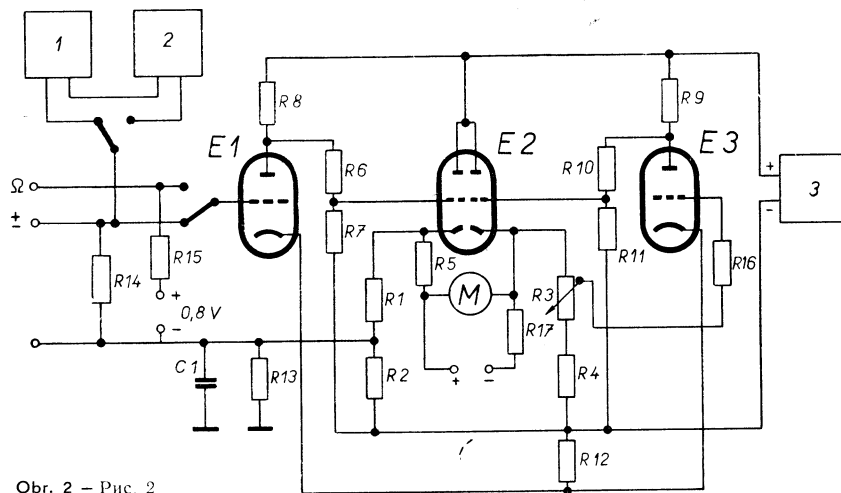 1
2
R8
R9
E1
E2
E3
R6
R10
+
Ω
3
±
-
R7
R11
R15
R14
R5
R16
R1
M
R3
+
0,8 V
-
R17
C1
R13
R2
+ -
R4
R12
Obr. 2 – Рис. 2